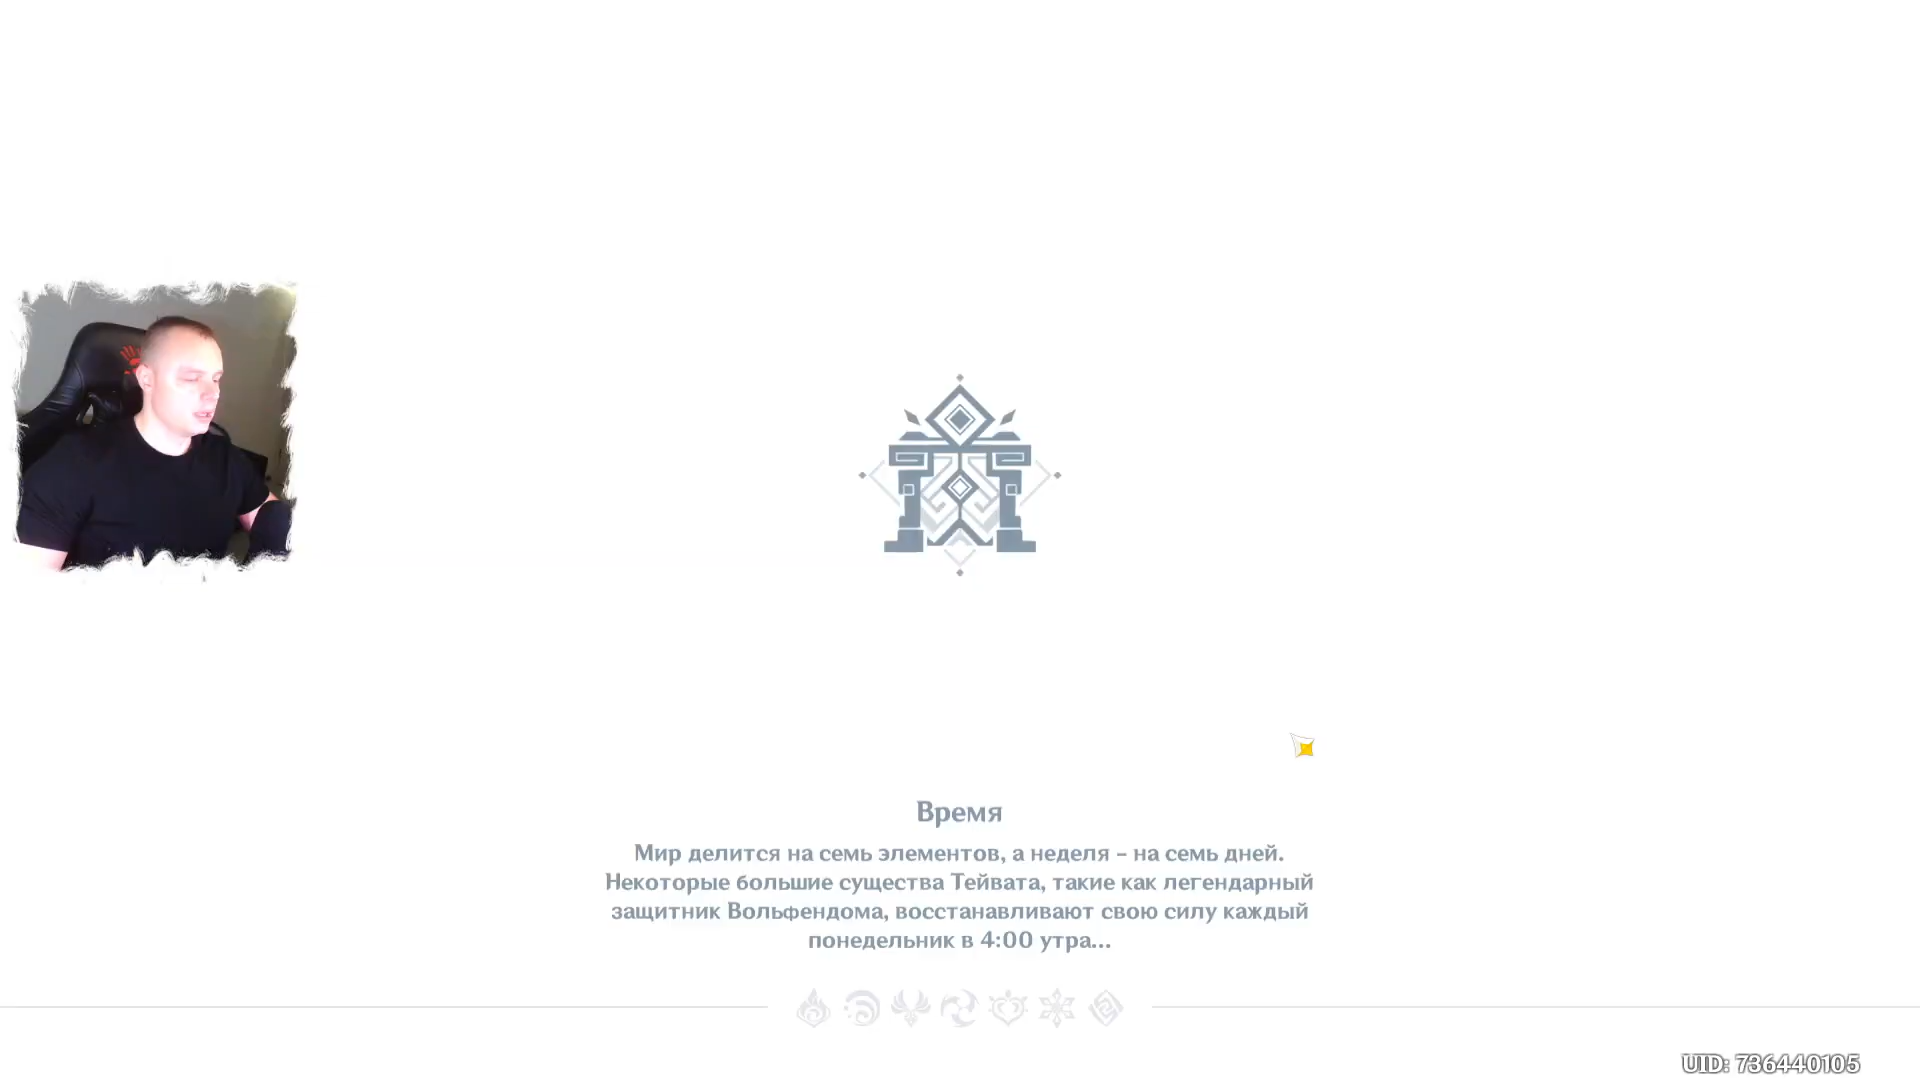 Время
Мир делится на семь элементов, а неделя – на семь дней.
Некоторые большие существа Тейвата, такие как легендарный
защитник Вольфендома, восстанавливают свою силу каждый
понедельник в 4:00 утра...
UID: 736440105